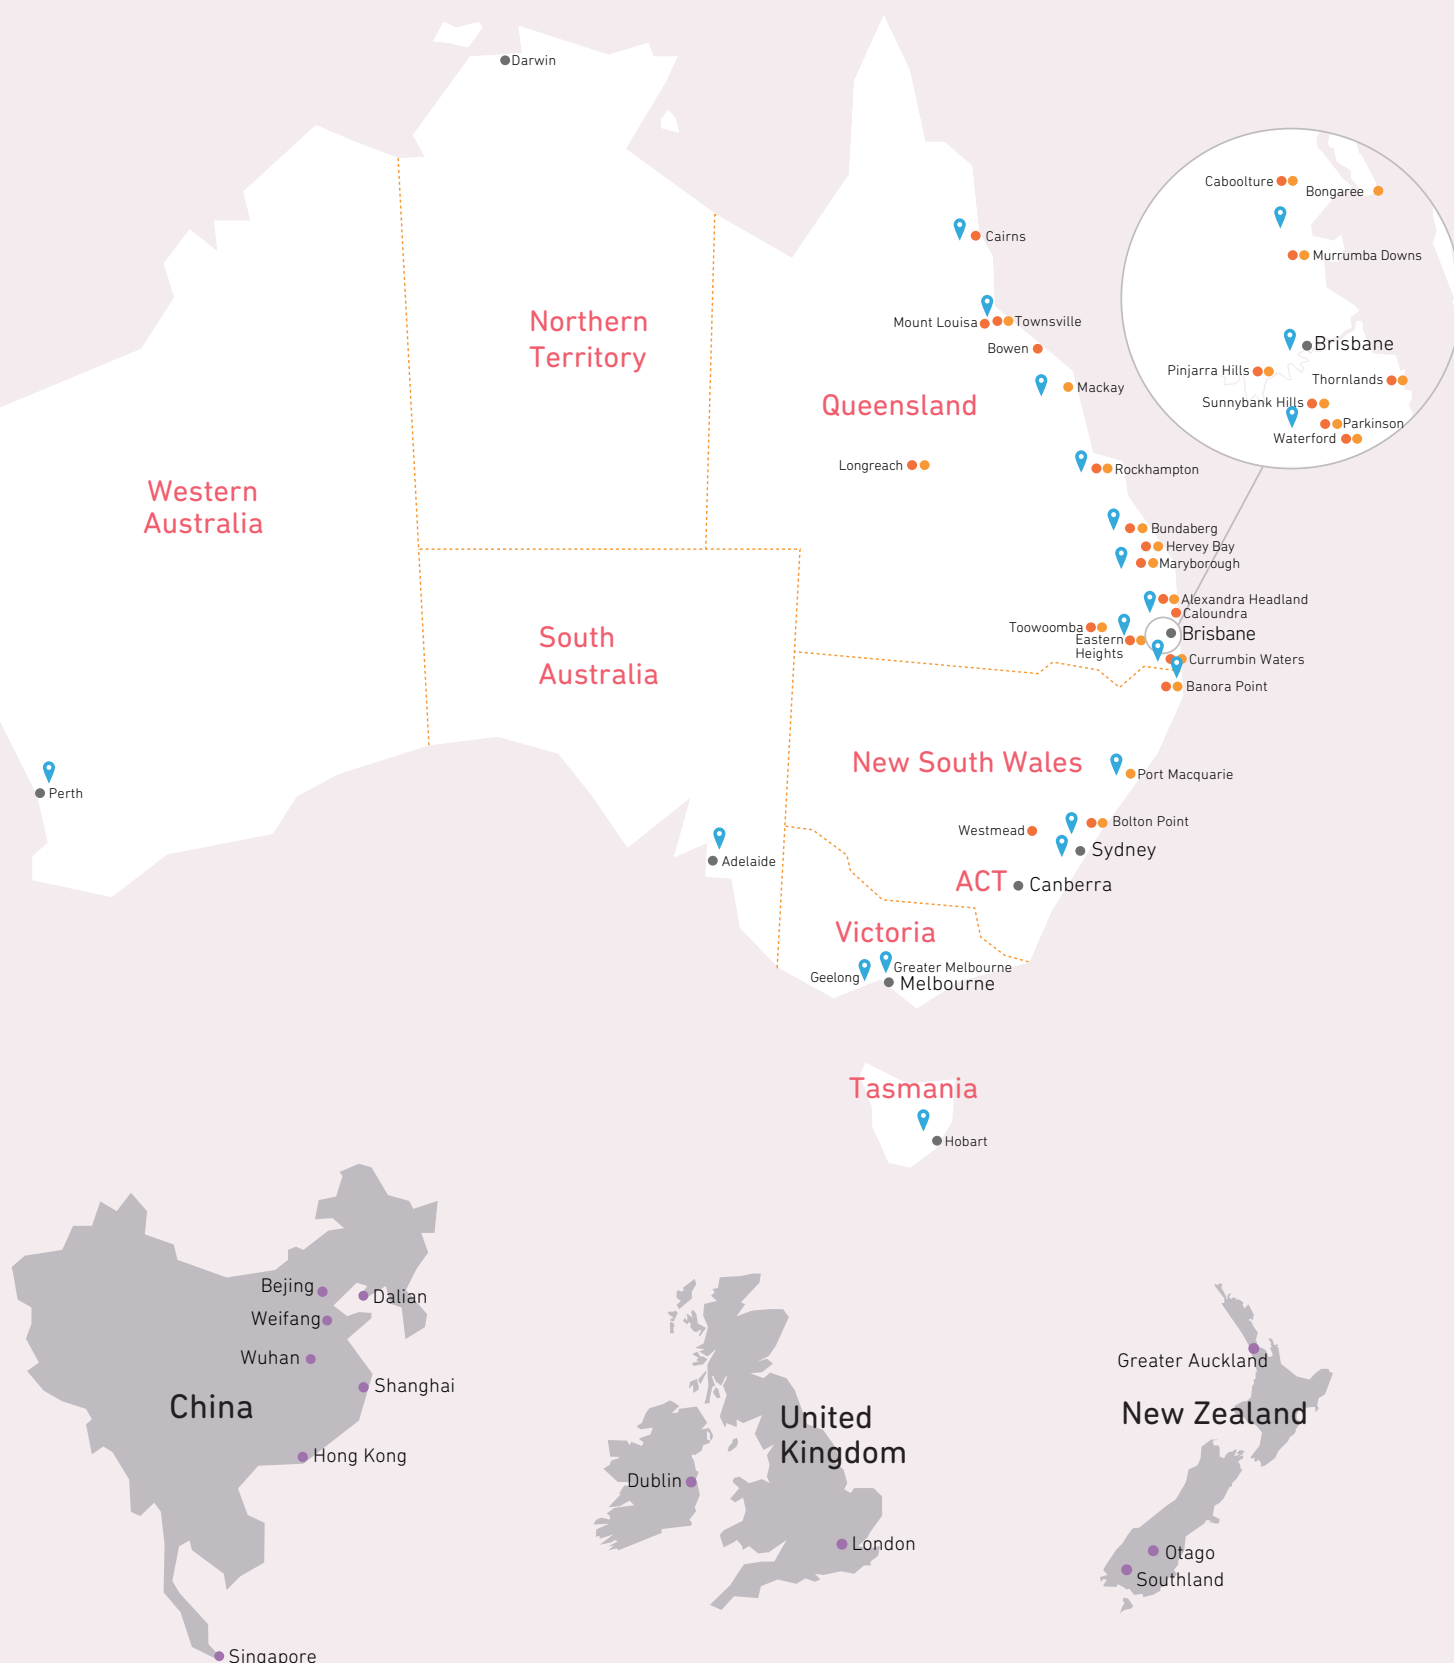 Darwin
Caboolture
Bongaree
Cairns
Murrumba Downs
Northern
Territory
Mount Louisa
Townsville
Brisbane
Bowen
Pinjarra Hills
Thornlands
Mackay
Queensland
Sunnybank Hills
Parkinson
Waterford
Longreach
Rockhampton
Western
Australia
Bundaberg
Hervey Bay
Maryborough
Alexandra Headland
Caloundra
Toowoomba
Brisbane
Eastern
Heights
South
Australia
Currumbin Waters
Banora Point
New South Wales
Port Macquarie
Perth
Bolton Point
Westmead
Sydney
Adelaide
ACT
Canberra
Victoria
Greater Melbourne
Geelong
Melbourne
Tasmania
Hobart
Bejing
Dalian
Weifang
Wuhan
Shanghai
China
Hong Kong
Singapore
United
Kingdom
Dublin
London
Greater Auckland
New Zealand
Otago
Southland